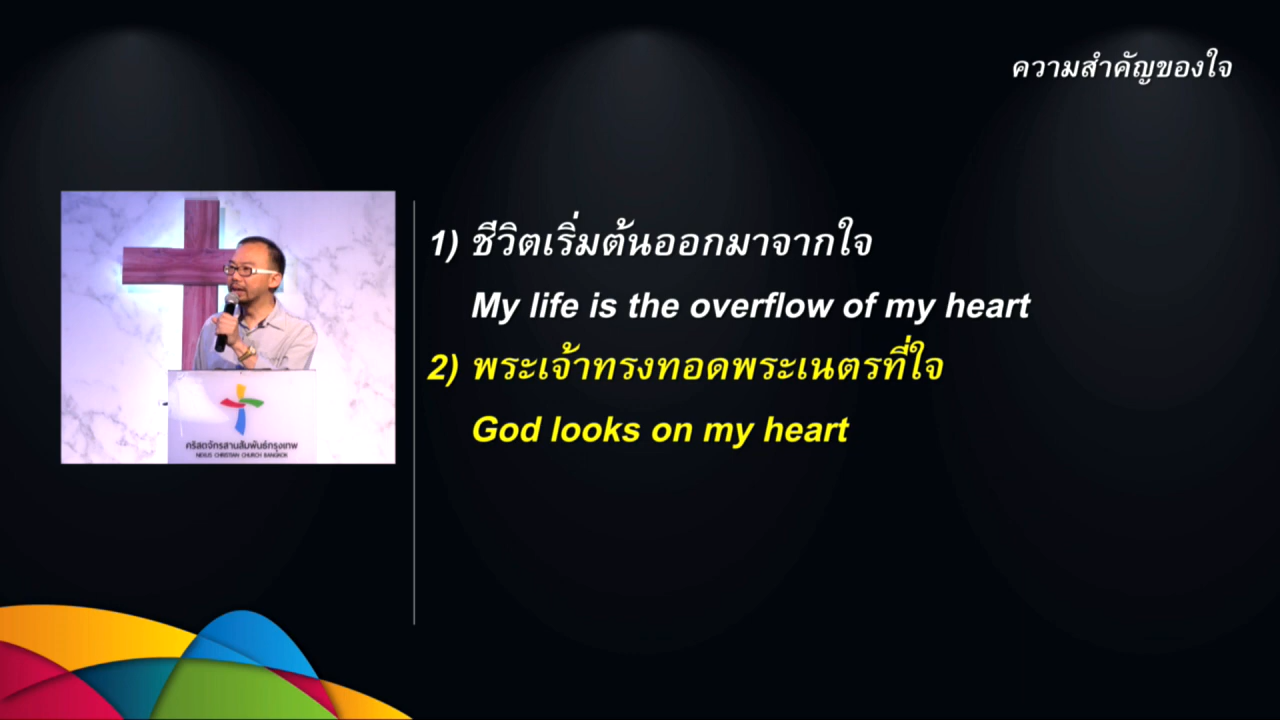 ความสำคัญของใจ
1) ชีวิตเริ่มต้นออกมาจากใจ
My life is the overflow of my heart
2) พระเจ้าทรงทอดพระเนตรที่ใจ
God looks on my heart
คริสตจักรสานสัมพันธ์กรุงเทพ
NEXUS CHRISTIAN CHURCH BANGKOK